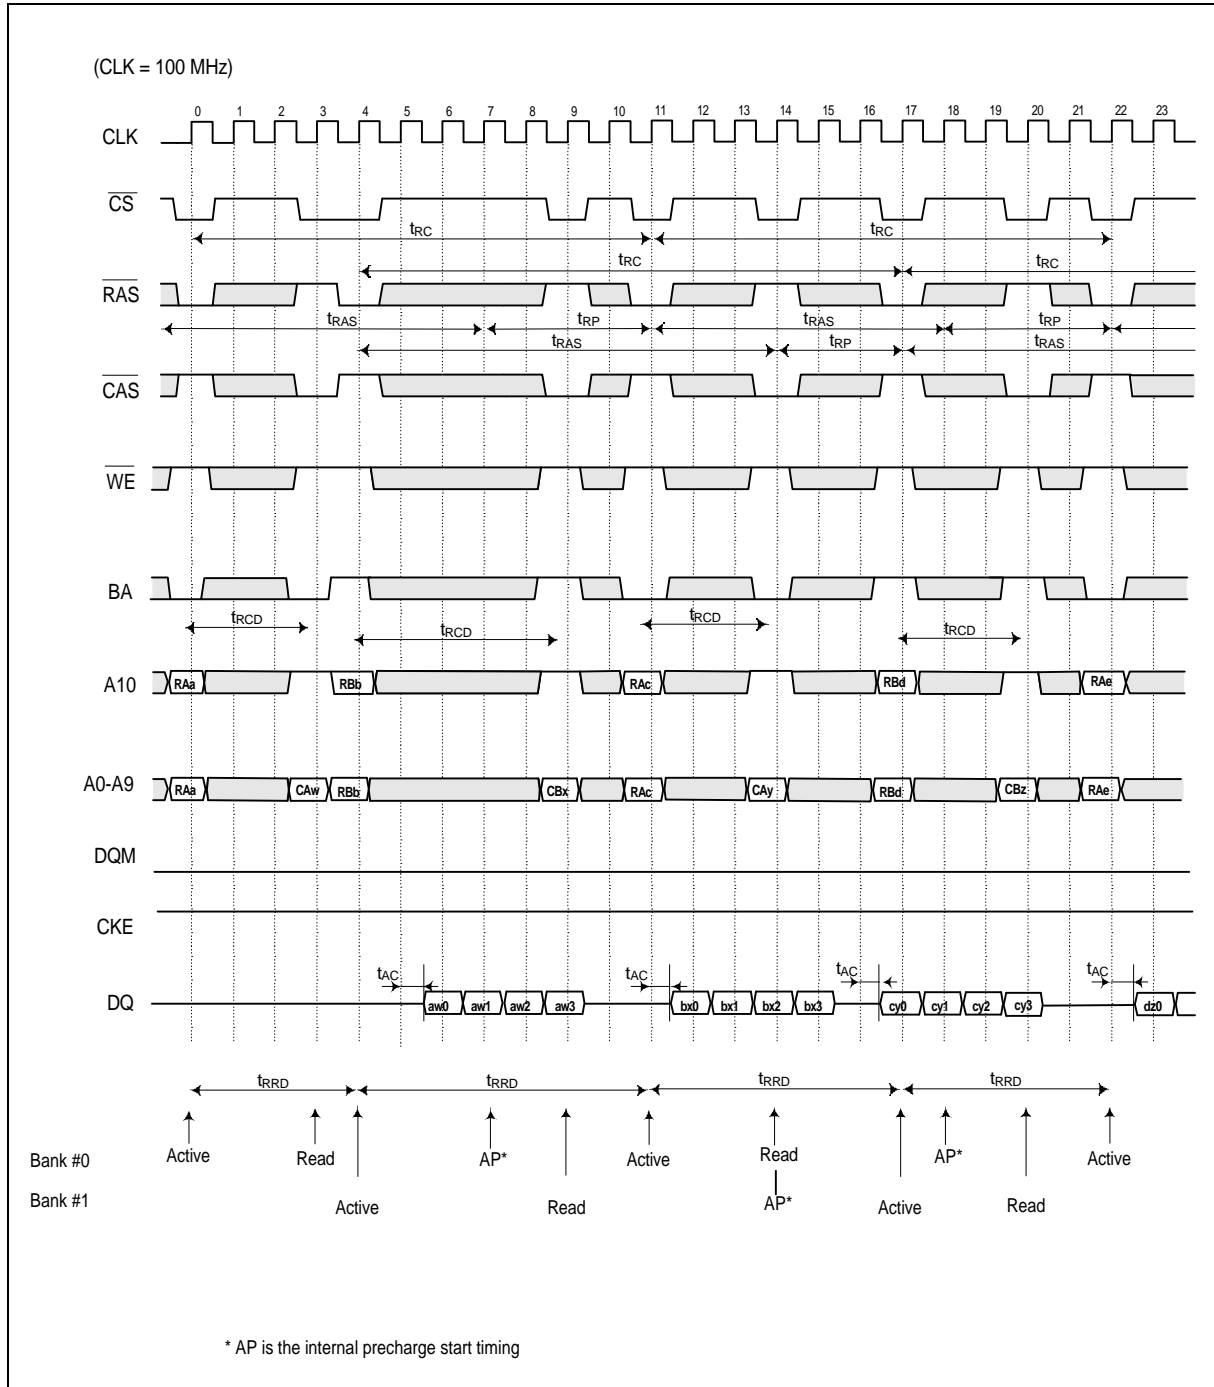 (CLK = 100 MHz)
0 1 2 3 4 5 6 7 8 9 10 11 12 13 14 15 16 17 18 19 20 21 22 23
CLK
CS
tRC tRC
tRC tRC
RAS
tRAS tRP tRAS tRP
tRAS tRP tRAS
CAS
WE
BA
tRCD tRCD tRCD tRCD
A10 RAa RBb RAc RBd RAe
A0-A9 RAa CAw RBb CBx RAc CAy RBd CBz RAe
DQM
CKE
tAC tAC tAC tAC
DQ aw0 aw1 aw2 aw3 bx0 bx1 bx2 bx3 cy0 cy1 cy2 cy3 dz0
tRRD tRRD tRRD tRRD
Bank #0 Active Read AP* Active Read Active AP* Active
Bank #1 Active Read AP* Active Read
* AP is the internal precharge start timing